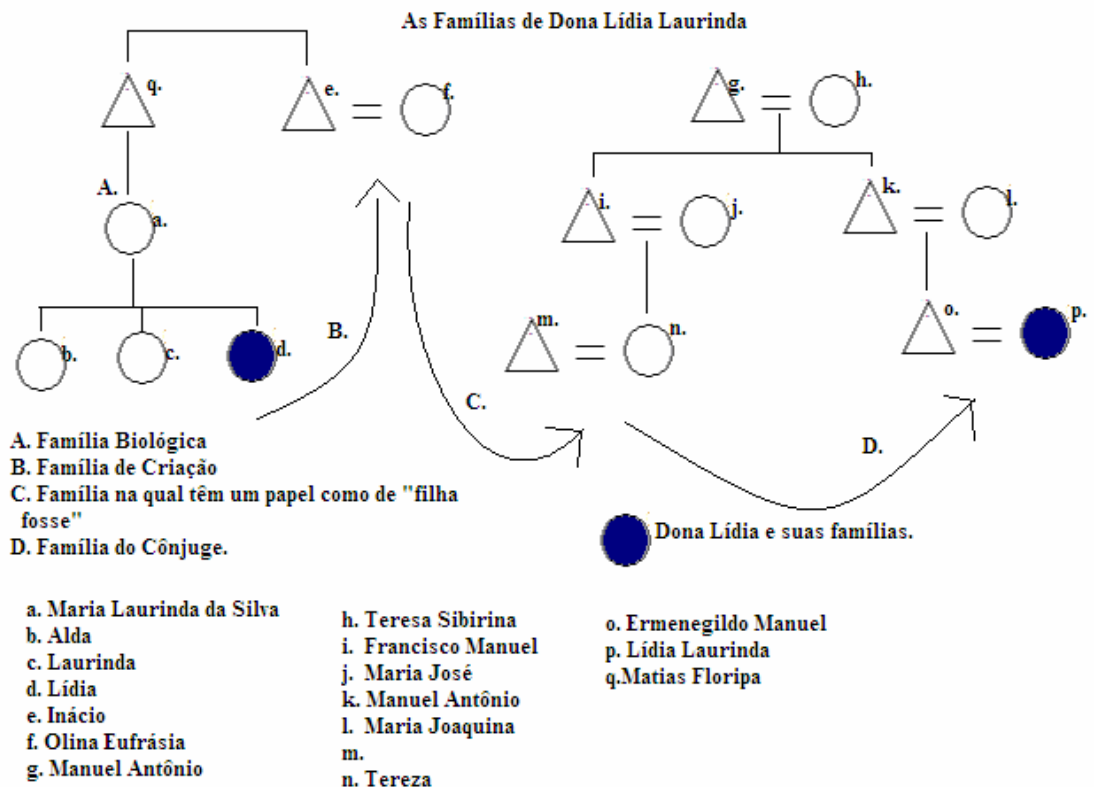 As Famílias de Dona Lídia Laurinda
q.
e.
f.
g.
h.
A.
a.
i.
j.
k.
l.
b.
c.
d.
B.
m.
n.
o.
p.
C.
D.
A. Família Biológica
B. Família de Criação
C. Família na qual têm um papel como de "filha
fosse"
D. Família do Cônjuge.
Dona Lídia e suas famílias.
a. Maria Laurinda da Silva
b. Alda
c. Laurinda
d. Lídia
e. Inácio
f. Olina Eufrásia
g. Manuel Antônio
h. Teresa Sibirina
i. Francisco Manuel
j. Maria José
k. Manuel Antônio
l. Maria Joaquina
m.
n. Tereza
o. Ermenegildo Manuel
p. Lídia Laurinda
q.Matias Floripa